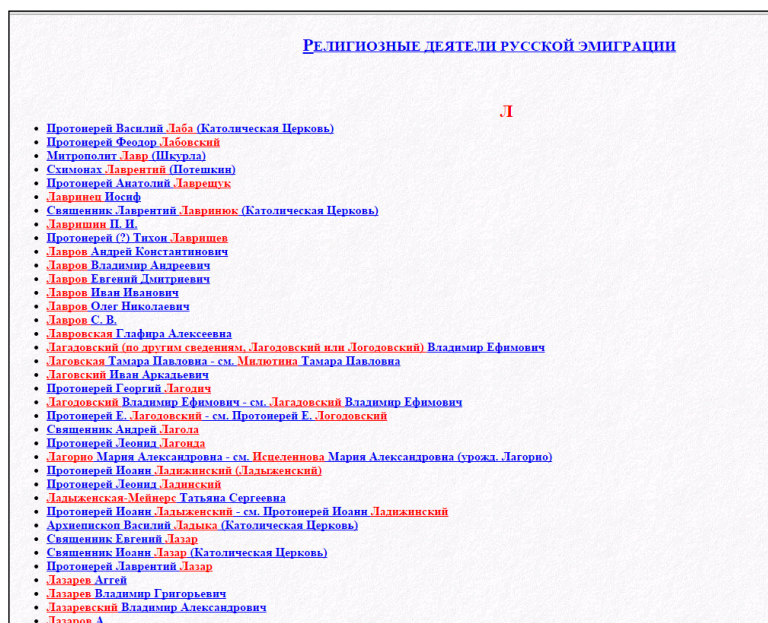 РЕЛИГИОЗНЫЕ ДЕЯТЕЛИ РУССКОЙ ЭМИГРАЦИИ
Л
Протоиерей Василий Лаба (Католическая Церковь)
Протоиерей Феодор Лабовский
Митрополит Лавр (Шкурла)
Схимонах Лаврентий (Потешкин)
Протоиерей Анатолий Лаврещук
Лавринец Иосиф
Священник Лаврентий Лавринюк (Католическая Церковь)
Лавришин П. И.
Протоиерей (?) Тихон Лавришев
Лавров Андрей Константинович
Лавров Владимир Андреевич
Лавров Евгений Дмитриевич
Лавров Иван Иванович
Лавров Олег Николаевич
Лавров С. В.
Лавровская Глафира Алексеевна
Лагадовский (по другим сведениям, Лагодовский или Логодовский) Владимир Ефимович
Лаговская Тамара Павловна - см. Милютина Тамара Павловна
Лаговский Иван Аркадьевич
Протоиерей Георгий Лагодич
Лагодовский Владимир Ефимович - см. Лагадовский Владимир Ефимович
Протоиерей Е. Лагодовский - см. Протоиерей Е. Логодовский
Священник Андрей Лагола
Протоиерей Леонид Лагонда
Лагорио Мария Александровна - см. Исцеленнова Мария Александровна (урожд. Лагорио)
Протоиерей Иоанн Ладижинский (Ладыженский)
Протоиерей Леонид Ладинский
Ладыженская-Мейнерс Татьяна Сергеевна
Протоиерей Иоанн Ладыженский - см. Протоиерей Иоанн Ладижинский
Архиепископ Василий Ладыка (Католическая Церковь)
Священник Евгений Лазар
Священник Иоанн Лазар (Католическая Церковь)
Протоиерей Лаврентий Лазар
Лазарев Аггей
Лазарев Владимир Григорьевич
Лазаревский Владимир Александрович
Лазаров А.